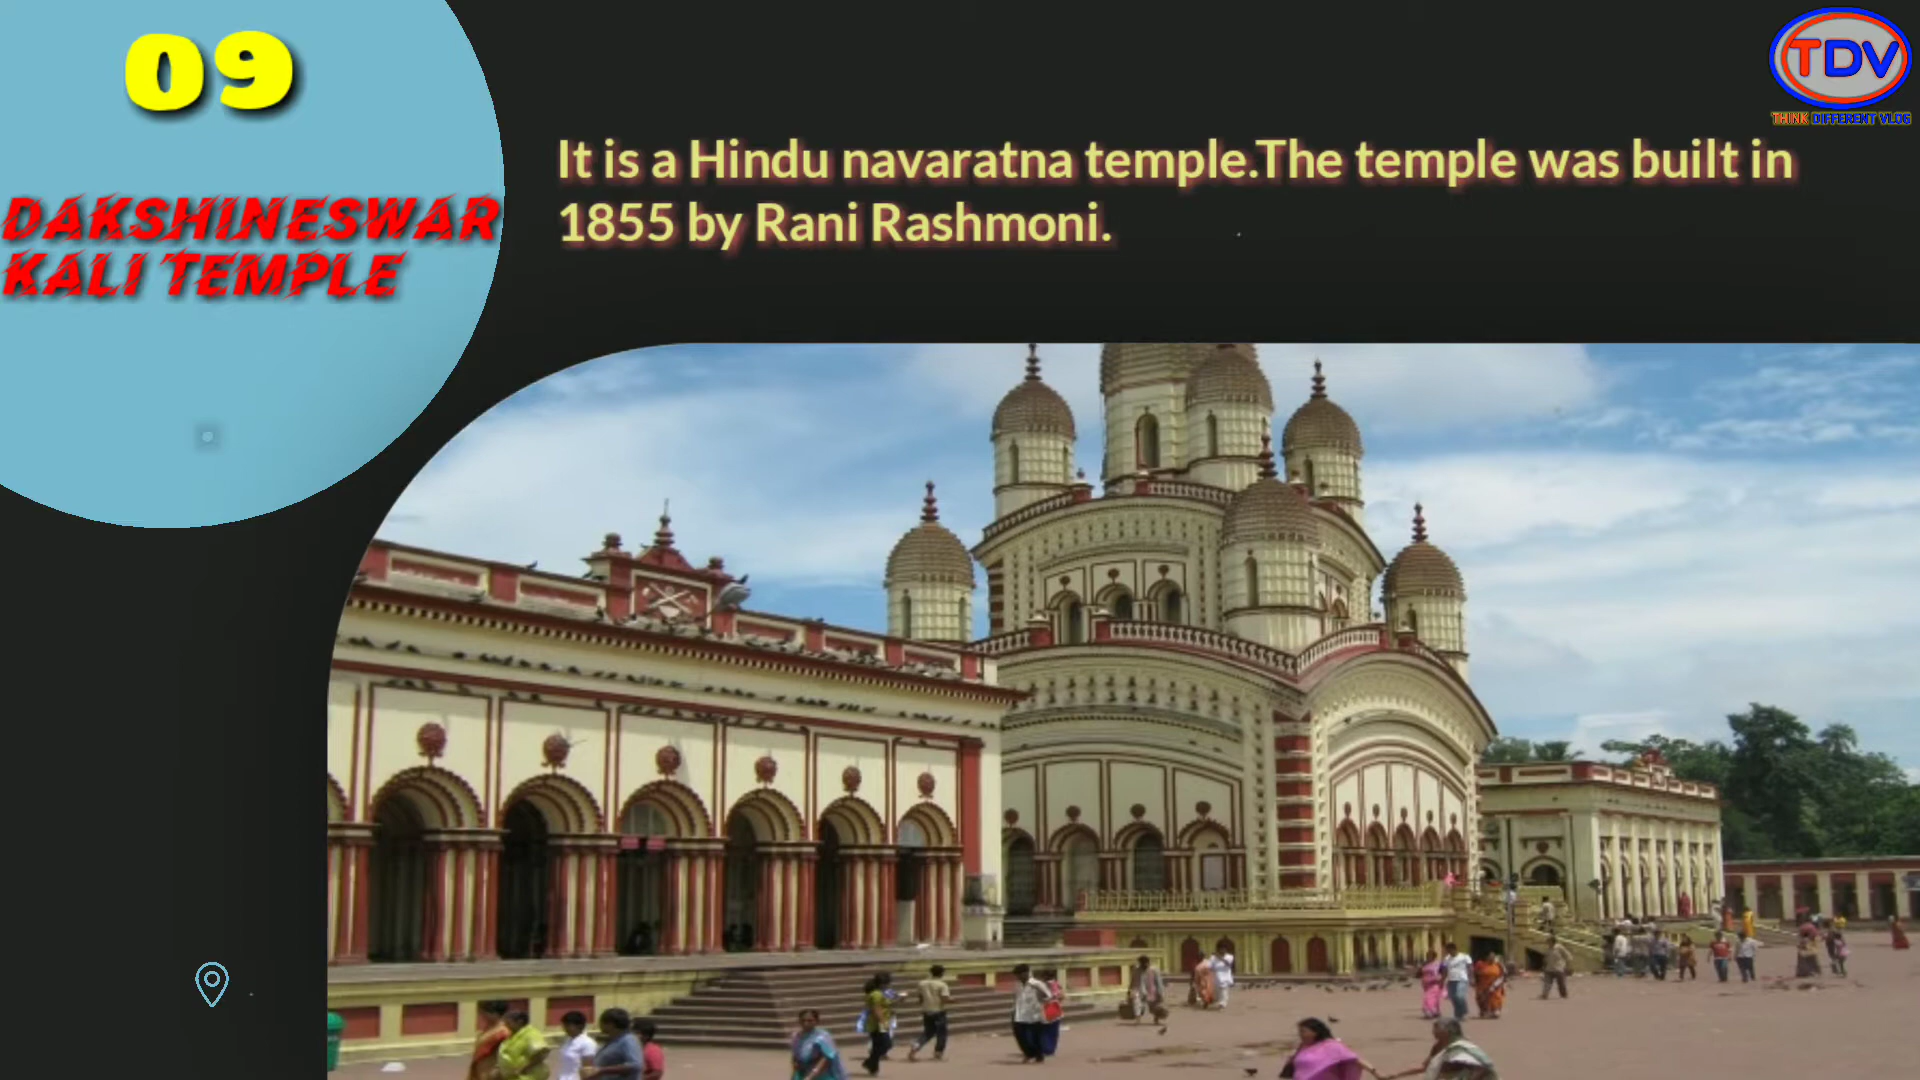 09
DAKSHINESWAR
KALI TEMPLE
It is a Hindu navaratna temple.The temple was built in
1855 by Rani Rashmoni.
TDV
THINK DIFFERENT VLOG